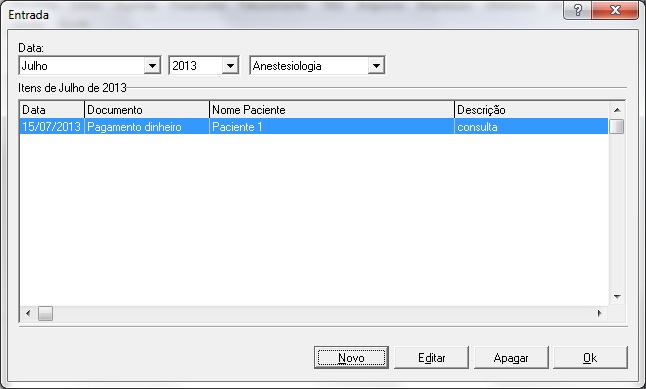 Entrada
Data:
Julho 2013 Anestesiologia
Itens de Julho de 2013
Data Documento Nome Paciente Descrição
15/07/2013 Pagamento dinheiro Paciente 1 consulta
Novo Editar Apagar Ok